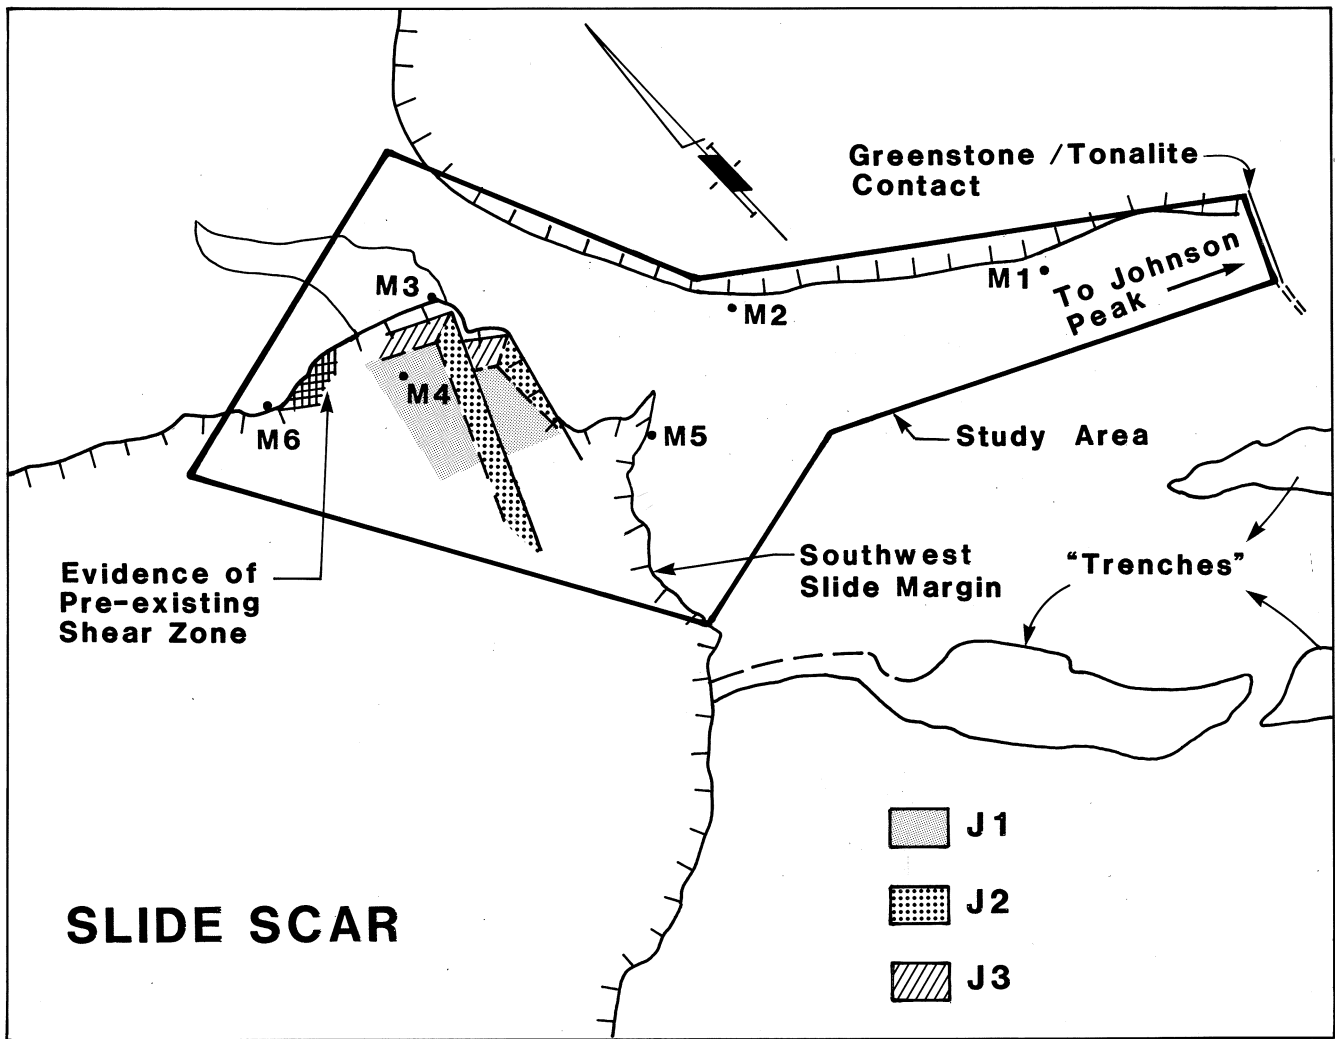 Greenstone /Tonalite
Contact
M1
To Johnson
Peak
M2
M3
M4
M5
M6
Study Area
Evidence of
Pre-existing
Shear Zone
Southwest
Slide Margin
“Trenches”
J1
J2
J3
SLIDE SCAR